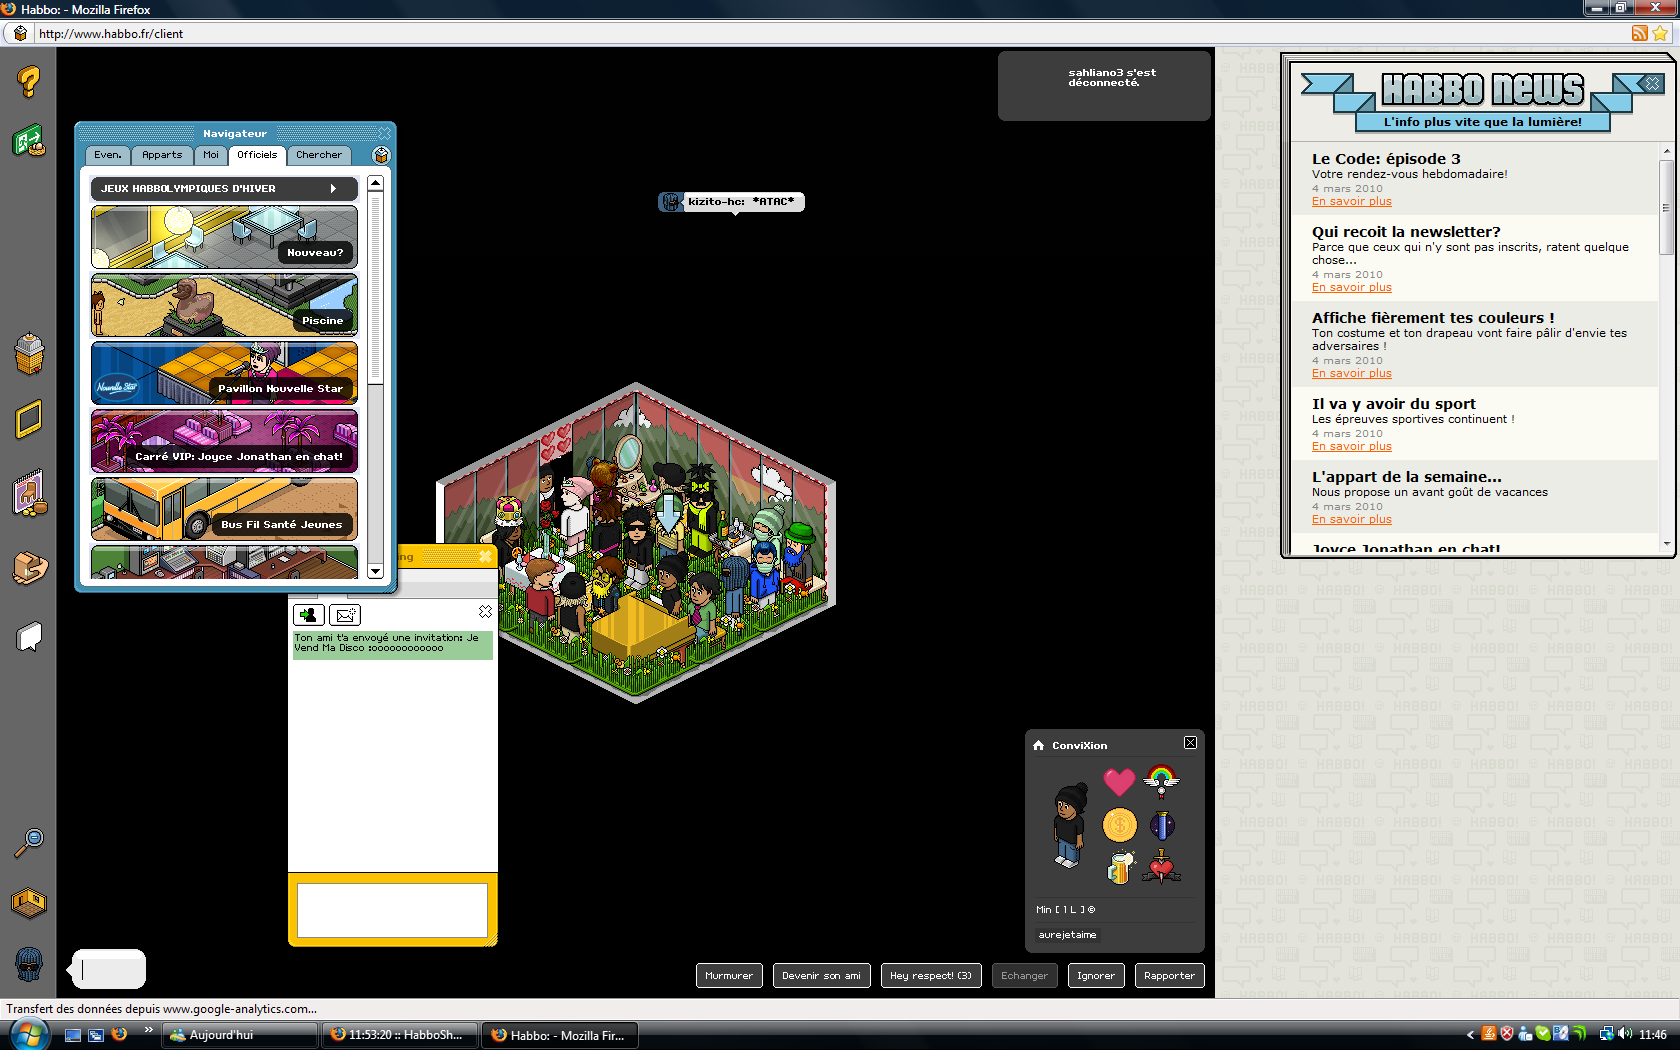 Habbo: - Mozilla Firefox
http://www.habbo.fr/client
sahliano3 s'est
déconnecté.
HABBO NEWS
L'info plus vite que la lumière!
Le Code: épisode 3
Votre rendez-vous hebdomadaire!
4 mars 2010
En savoir plus
Qui recoit la newsletter?
Parce que ceux qui n'y sont pas inscrits, ratent quelque
chose...
4 mars 2010
En savoir plus
Affiche fièrement tes couleurs !
Ton costume et ton drapeau vont faire pâlir d'envie tes
adversaires !
4 mars 2010
En savoir plus
Il va y avoir du sport
Les épreuves sportives continuent !
4 mars 2010
En savoir plus
L'appart de la semaine...
Nous propose un avant goût de vacances
4 mars 2010
En savoir plus
Joyce Jonathan en chat!
Navigateur
Even.
Apparts
Moi
Officiels
Chercher
JEUX HABBOLYMPIQUES D'HIVER
Nouveau?
Piscine
Nouvelle Star
Pavillon Nouvelle Star
Carré VIP: Joyce Jonathan en chat!
Bus Fil Santé Jeunes
kizito-hc: *ATAC*
ng
Ton ami t'a envoyé une invitation: Je
Vend Ma Disco :oooooooooooo
ConviXion
Min [ 1 L ] ©
aurejetaime
Murmurer
Devenir son ami
Hey respect! (3)
Echanger
Ignorer
Rapporter
Transfert des données depuis www.google-analytics.com...
Aujourd'hui
11:53:20 :: HabboSh...
Habbo: - Mozilla Fir...
11:46